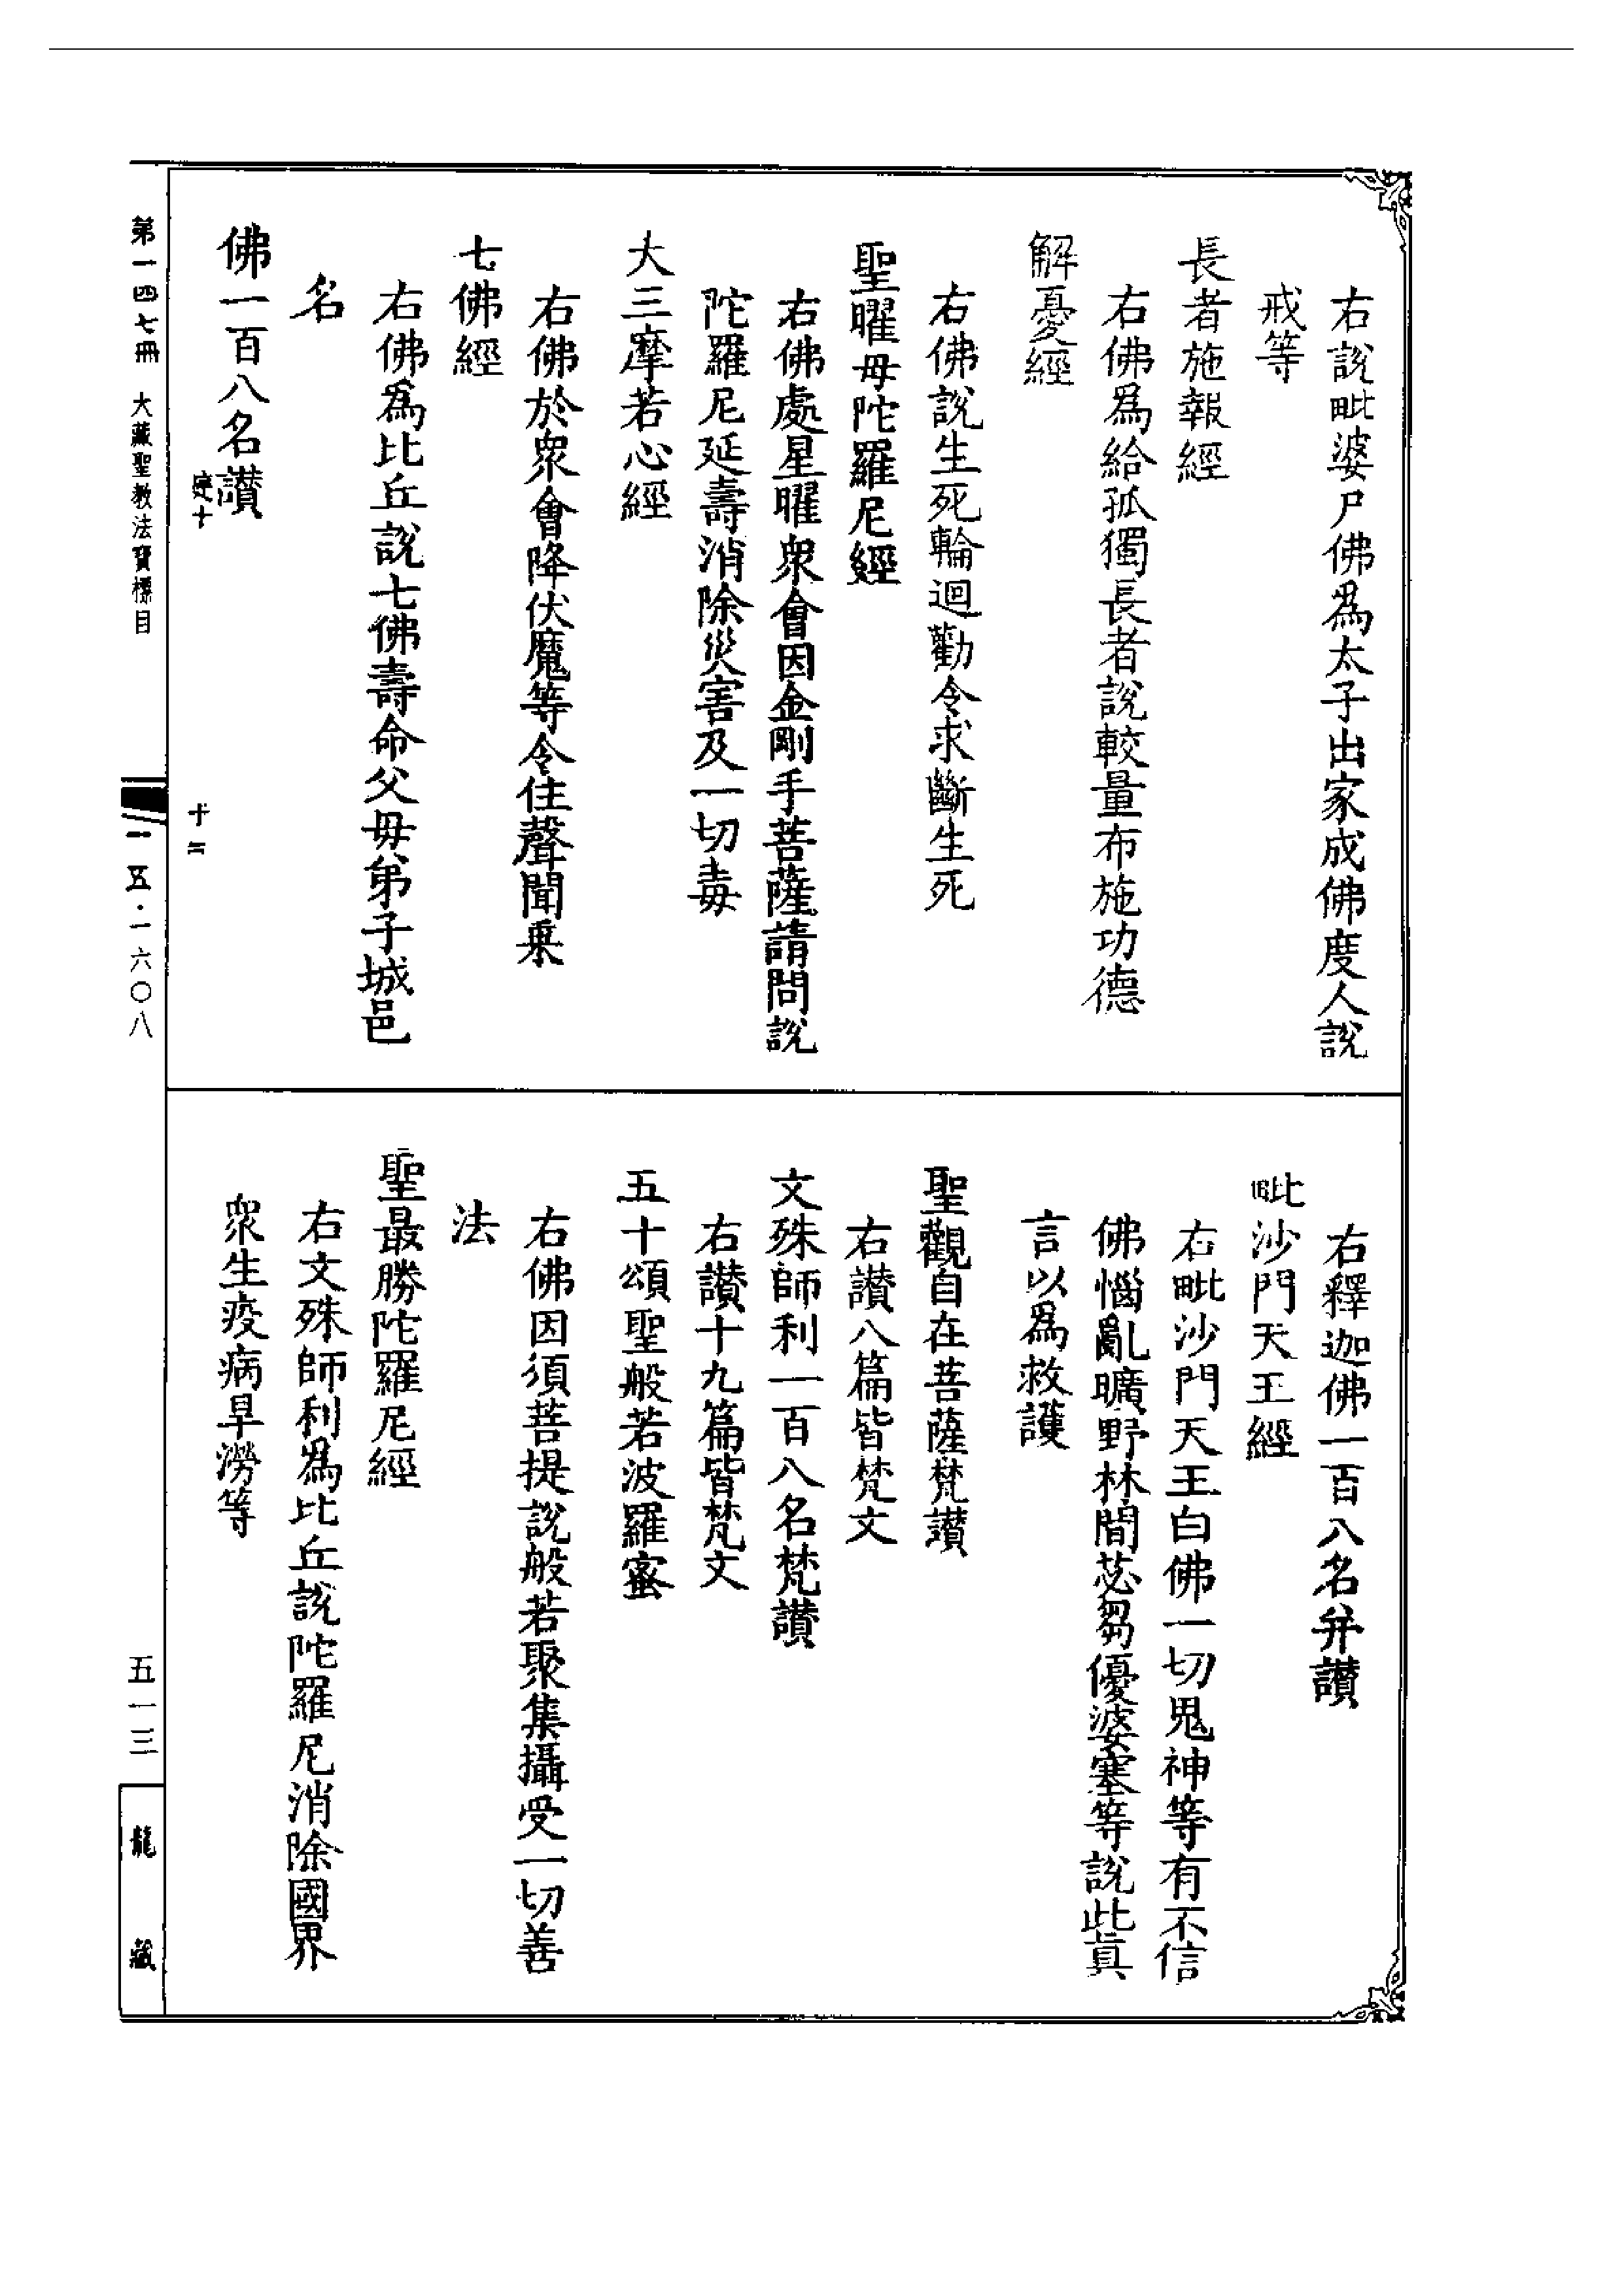 右說毗婆尸佛爲太子出家成佛度人說
戒等
長者施報經
右佛爲給孤獨長者說較量布施功德
解憂經
右佛說生死輪迴勸令求斷生死
聖曜母陀羅尼經
右佛處星曜衆會因金剛手菩薩請問說
陀羅尼延壽消除災害及一切毒
大三摩若心經
右佛於衆會降伏魔等令住聲聞乗
七佛經
右佛爲比丘說七佛壽命父母弟子城邑
名
佛一百八名讃
右釋迦佛一百八名并讃
毗沙門天王經
右毗沙門天王白佛一切鬼神等有不信
佛惱亂曠野林間苾芻優婆塞等說此眞
言以爲救護
聖觀自在菩薩梵讃
右讃八篇皆梵文
文殊師利一百八名梵讃
右讃十九篇皆梵文
五十頌聖般若波羅蜜
右佛因須菩提說般若聚集攝受一切善
法
聖最勝陀羅尼經
右文殊師利爲比丘說陀羅尼消除國界
衆生疫病旱澇等
建十
十二
第一四七冊 大藏聖教法寶標目
一五·一六〇八
五一三
龍藏